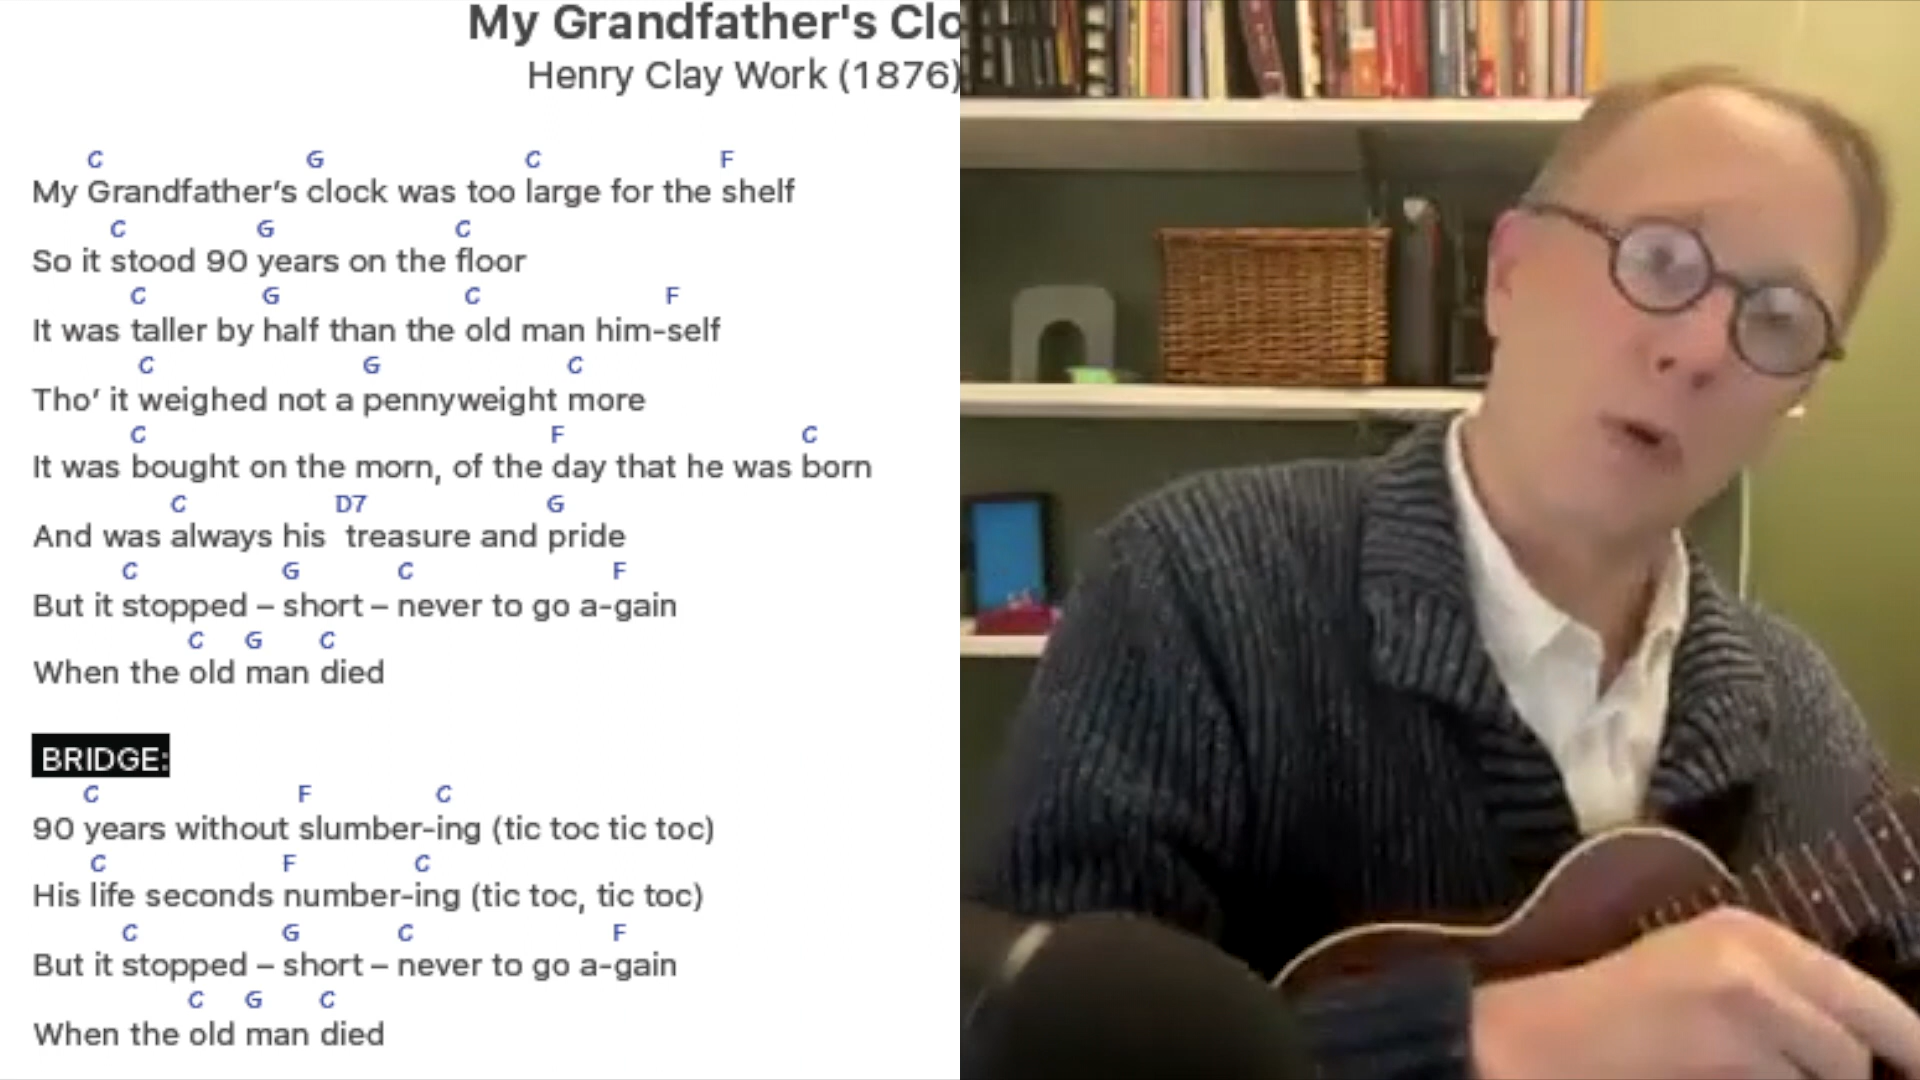 My Grandfather's Clo
Henry Clay Work (1876)
C G C F
My Grandfather’s clock was too large for the shelf
C G C
So it stood 90 years on the floor
C G C F
It was taller by half than the old man him-self
C G C
Tho’ it weighed not a pennyweight more
C F C
It was bought on the morn, of the day that he was born
C D7 G
And was always his treasure and pride
C G C F
But it stopped – short – never to go a-gain
C G C
When the old man died
BRIDGE:
C F C
90 years without slumber-ing (tic toc tic toc)
C F C
His life seconds number-ing (tic toc, tic toc)
C G C F
But it stopped – short – never to go a-gain
C G C
When the old man died